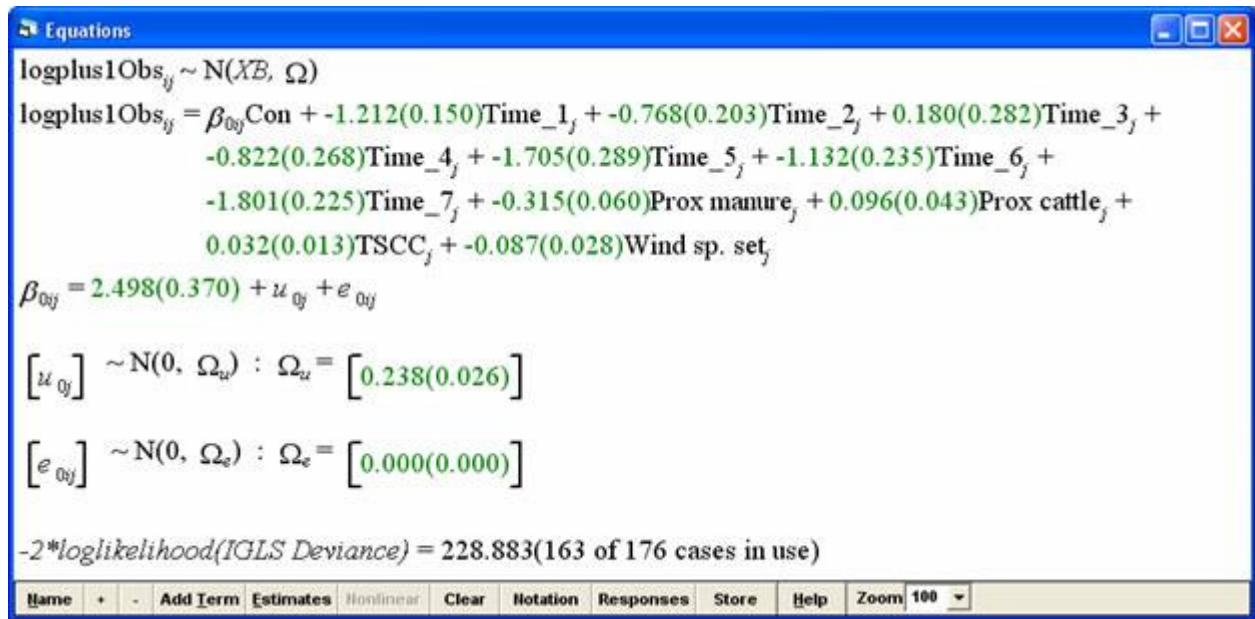 Equations
logplus1Obs_ij ~ N(XB, Ω)
logplus1Obs_ij = β_0ij Con + -1.212(0.150)Time_1_j + -0.768(0.203)Time_2_j + 0.180(0.282)Time_3_j +
-0.822(0.268)Time_4_j + -1.705(0.289)Time_5_j + -1.132(0.235)Time_6_j +
-1.801(0.225)Time_7_j + -0.315(0.060)Prox manure_j + 0.096(0.043)Prox cattle_j +
0.032(0.013)TSCC_j + -0.087(0.028)Wind sp. set_j
β_0ij = 2.498(0.370) + u_0j + e_0ij
[u_0j] ~ N(0, Ω_u) : Ω_u = [0.238(0.026)]
[e_0ij] ~ N(0, Ω_e) : Ω_e = [0.000(0.000)]
-2*loglikelihood(IGLS Deviance) = 228.883(163 of 176 cases in use)
Name + - Add Term Estimates Nonlinear Clear Notation Responses Store Help Zoom 100